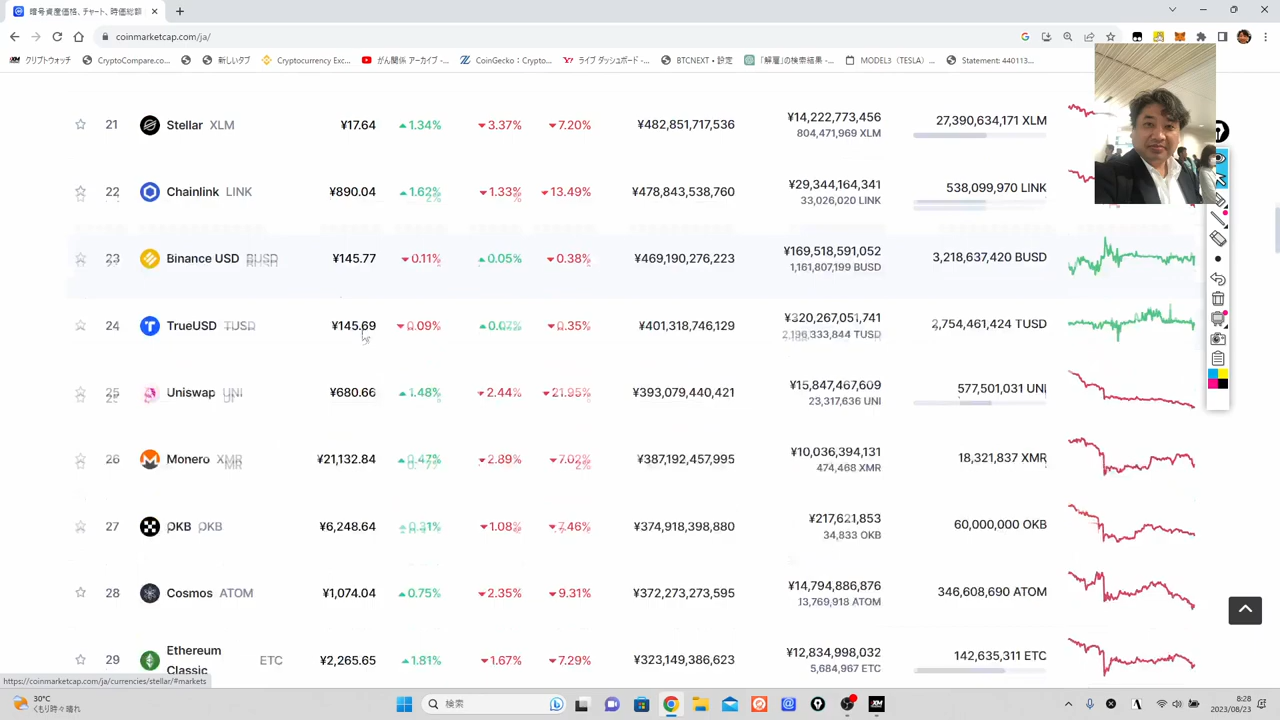 暗号資産価格、チャート、時価総額
coinmarketcap.com/ja/
クリプトウォッチ CryptoCompare.co... 新しいタブ Cryptocurrency Exc... がん関係 アーカイブ -... CoinGecko : Crypto... ライブ ダッシュボード -... BTCNEXT • 設定 「解雇」の検索結果 -... MODEL3（TESLA）... Statement: 440113...
21 Stellar XLM ¥17.64 1.34% 3.37% 7.20% ¥482,851,717,536 ¥14,222,773,456 27,390,634,171 XLM
804,471,969 XLM
22 Chainlink LINK ¥890.04 1.62% 1.33% 13.49% ¥478,843,538,760 ¥29,344,164,341 538,099,970 LINK
33,026,020 LINK
23 Binance USD BUSD ¥145.77 0.11% 0.05% 0.38% ¥469,190,276,223 ¥169,518,591,052 3,218,637,420 BUSD
1,161,807,199 BUSD
24 TrueUSD TUSD ¥145.69 0.09% 0.07% 0.35% ¥401,318,746,129 ¥320,267,051,741 2,754,461,424 TUSD
2,196,333,844 TUSD
25 Uniswap UNI ¥680.66 1.48% 2.44% 21.95% ¥393,079,440,421 ¥15,847,467,609 577,501,031 UNI
23,317,636 UNI
26 Monero XMR ¥21,132.84 0.47% 2.89% 7.02% ¥387,192,457,995 ¥10,036,394,131 18,321,837 XMR
474,468 XMR
27 OKB OKB ¥6,248.64 1.08% 7.46% ¥374,918,398,880 ¥217,621,853 60,000,000 OKB
34,833 OKB
28 Cosmos ATOM ¥1,074.04 0.75% 2.35% 9.31% ¥372,273,273,595 ¥14,794,886,876 346,608,690 ATOM
13,769,918 ATOM
29 Ethereum Classic ETC ¥2,265.65 1.81% 1.67% 7.29% ¥323,149,386,623 ¥12,834,998,032 142,635,311 ETC
5,684,967 ETC
https://coinmarketcap.com/ja/currencies/stellar/#markets
30°C
くもり時々晴れ
検索
A
8:28
2023/08/23